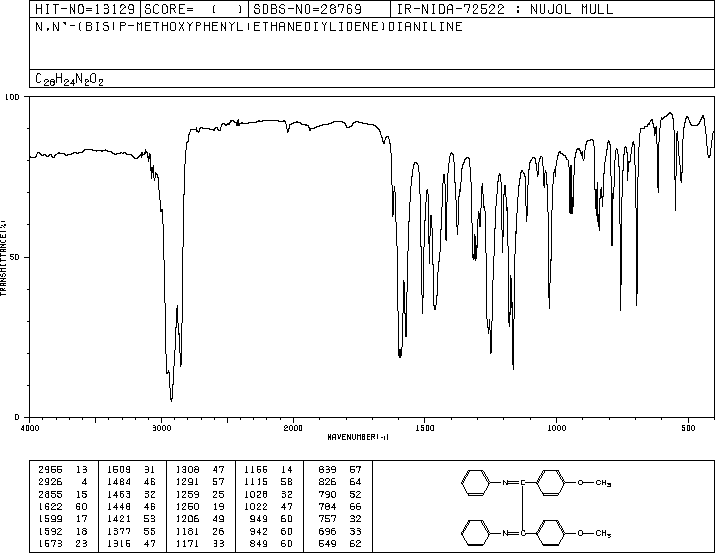 HIT-NO=13129 SCORE= ( ) SDBS-NO=28769 IR-NIDA-72522 : NUJOL MULL
N,N'-(BIS(P-METHOXYPHENYL)ETHANEDIYLIDENE)DIANILINE
C28H24N2O2
100
50
0
TRANSMITTANCE(%)
4000 3000 2000 1500 1000 500
WAVENUMBER(-1)
2955 13 1509 31 1308 47 1166 14 839 57
2926 4 1484 46 1291 57 1115 58 826 64
2855 15 1463 32 1259 25 1028 32 790 52
1622 60 1448 46 1250 19 1022 47 784 66
1599 17 1421 53 1206 49 949 60 757 32
1592 18 1377 55 1181 26 942 60 696 33
1573 23 1316 47 1171 33 849 60 549 62
N=C O-CH3
N=C O-CH3